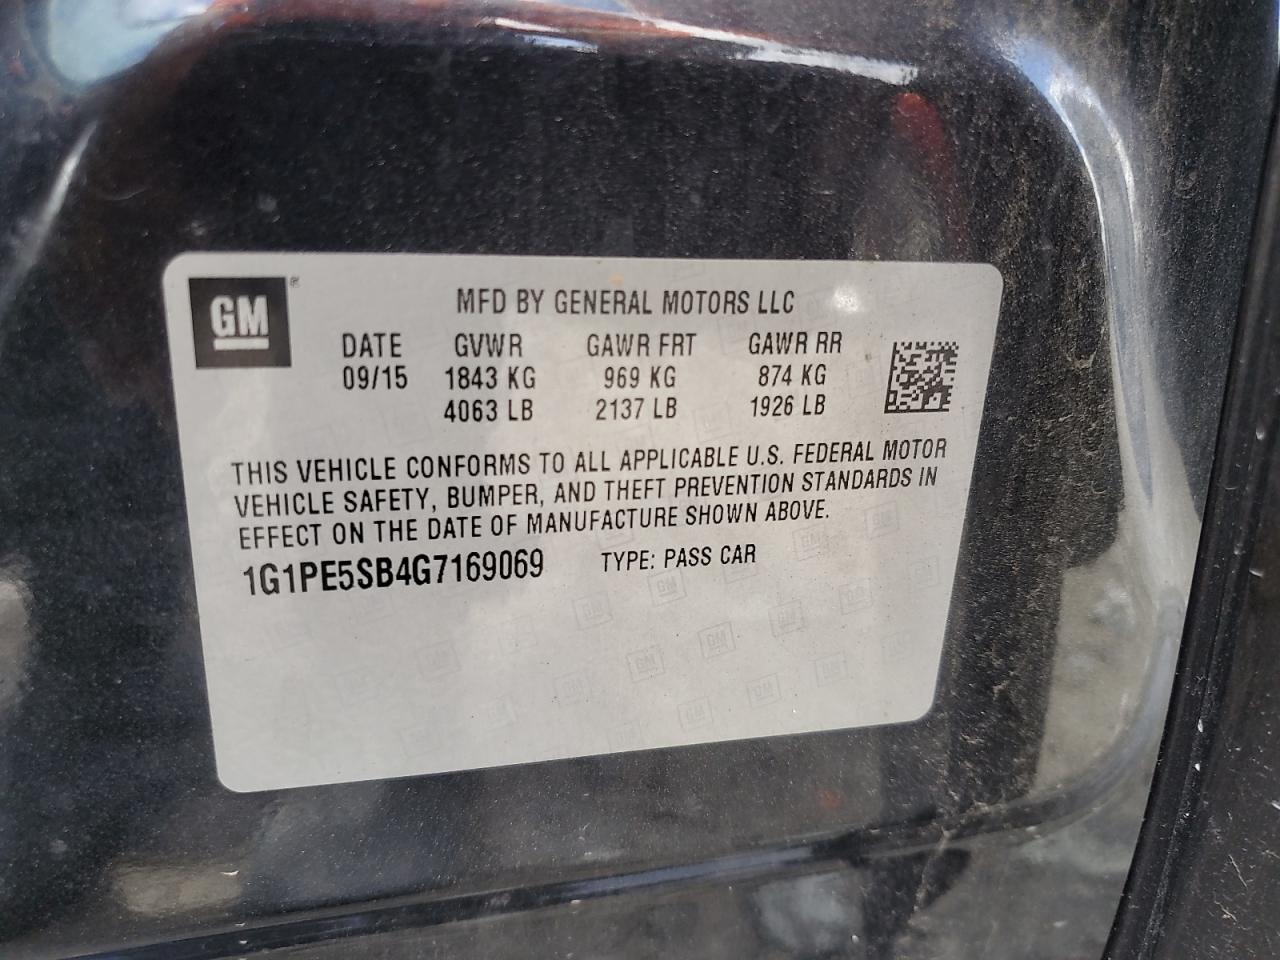 GM
MFD BY GENERAL MOTORS LLC
DATE GVWR GAWR FRT GAWR RR
09/15 1843 KG 969 KG 874 KG
4063 LB 2137 LB 1926 LB
THIS VEHICLE CONFORMS TO ALL APPLICABLE U.S. FEDERAL MOTOR
VEHICLE SAFETY, BUMPER, AND THEFT PREVENTION STANDARDS IN
EFFECT ON THE DATE OF MANUFACTURE SHOWN ABOVE.
1G1PE5SB4G7169069 TYPE: PASS CAR